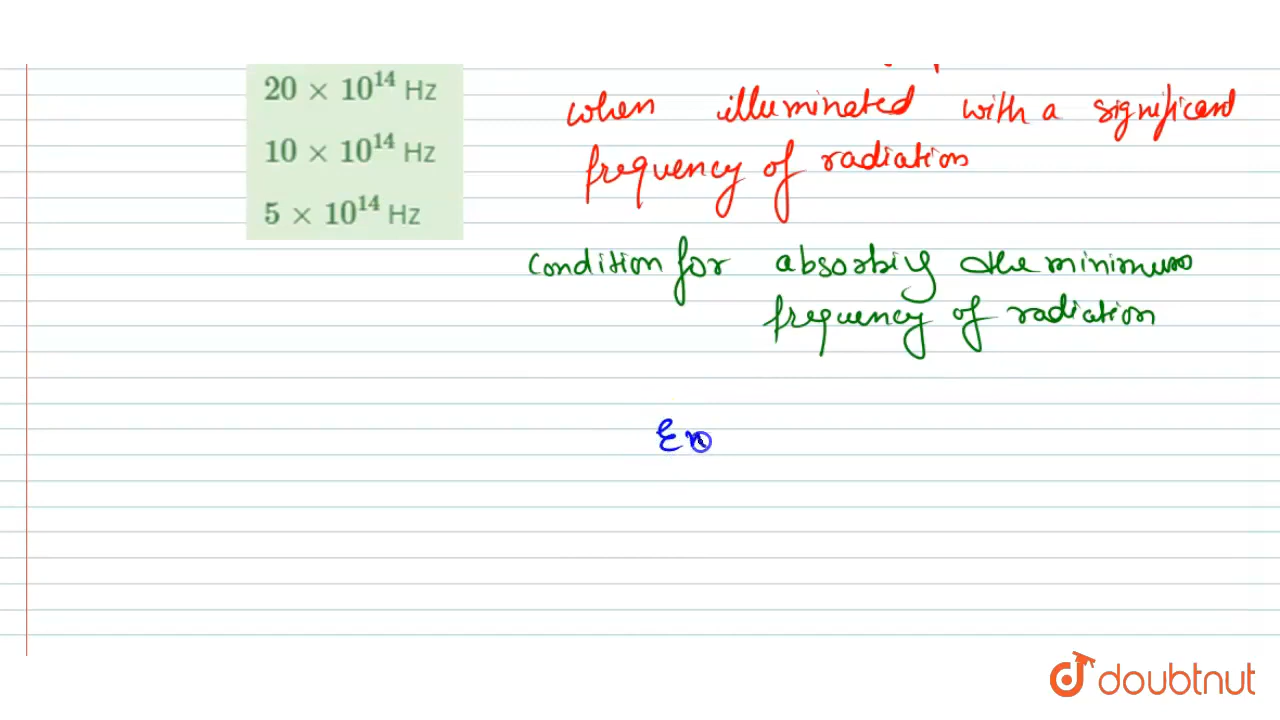 20 × 10¹⁴ Hz
10 × 10¹⁴ Hz
5 × 10¹⁴ Hz
when illuminated with a significant
frequency of radiation
Condition for absorbing the minimum
frequency of radiation
En
doubtnut